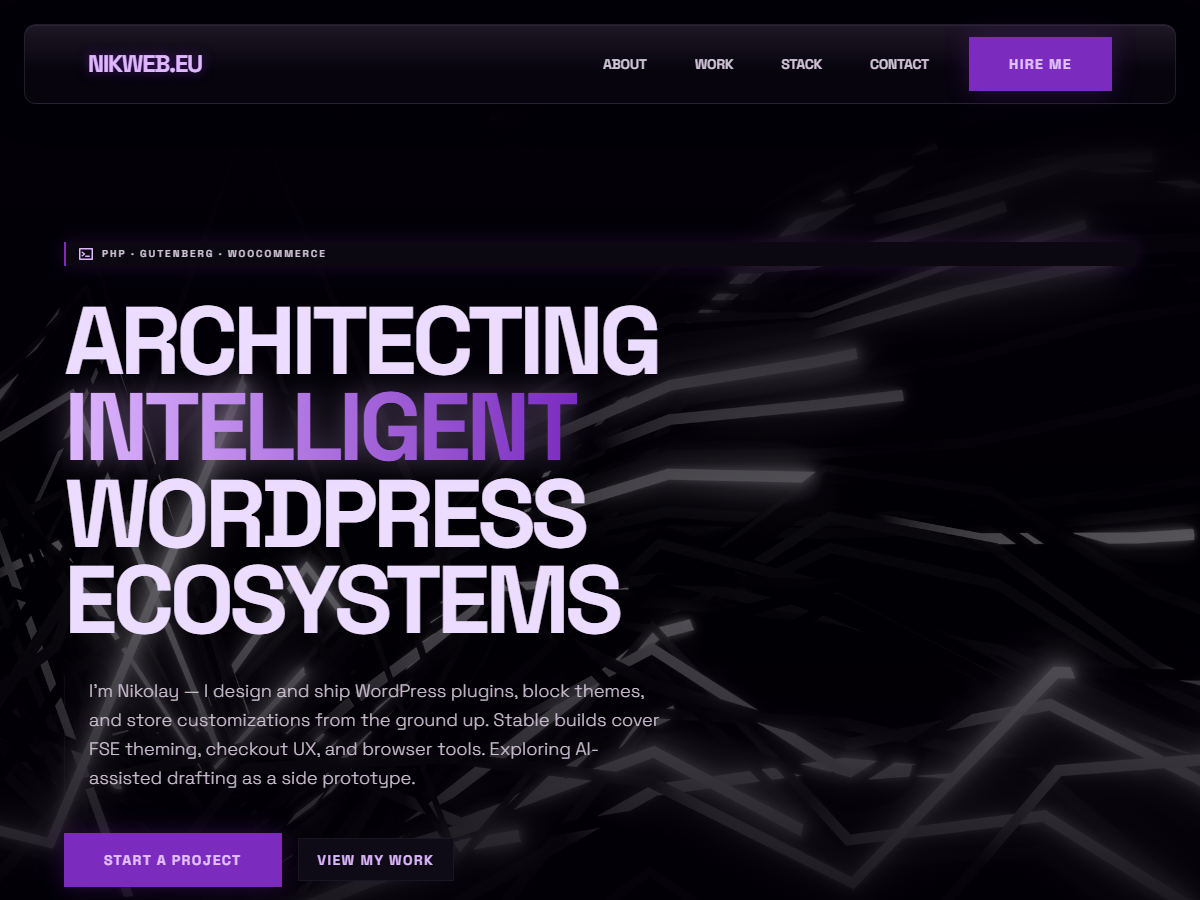 NIKWEB.EU
ABOUT
WORK
STACK
CONTACT
HIRE ME
PHP · GUTENBERG · WOOCOMMERCE
ARCHITECTING
INTELLIGENT
WORDPRESS
ECOSYSTEMS
I'm Nikolay — I design and ship WordPress plugins, block themes,
and store customizations from the ground up. Stable builds cover
FSE theming, checkout UX, and browser tools. Exploring AI-
assisted drafting as a side prototype.
START A PROJECT
VIEW MY WORK